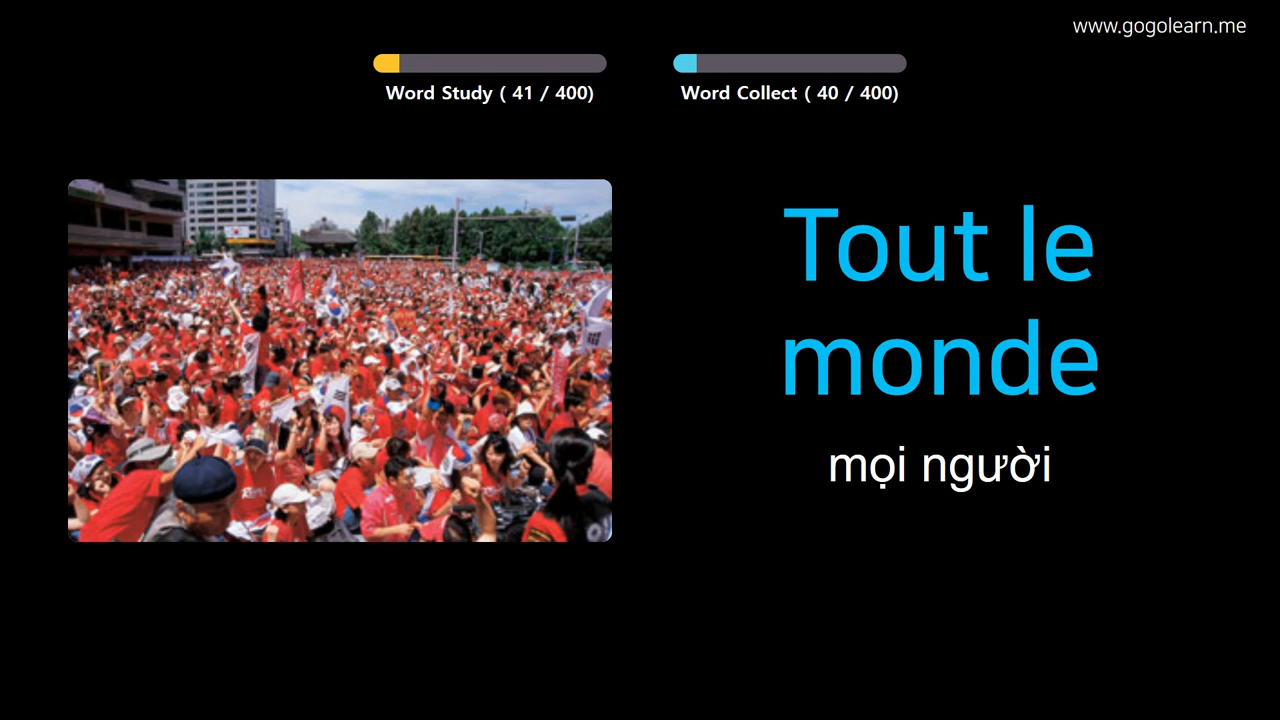 www.gogolearn.me
Word Study ( 41 / 400)
Word Collect ( 40 / 400)
Tout le
monde
mọi người